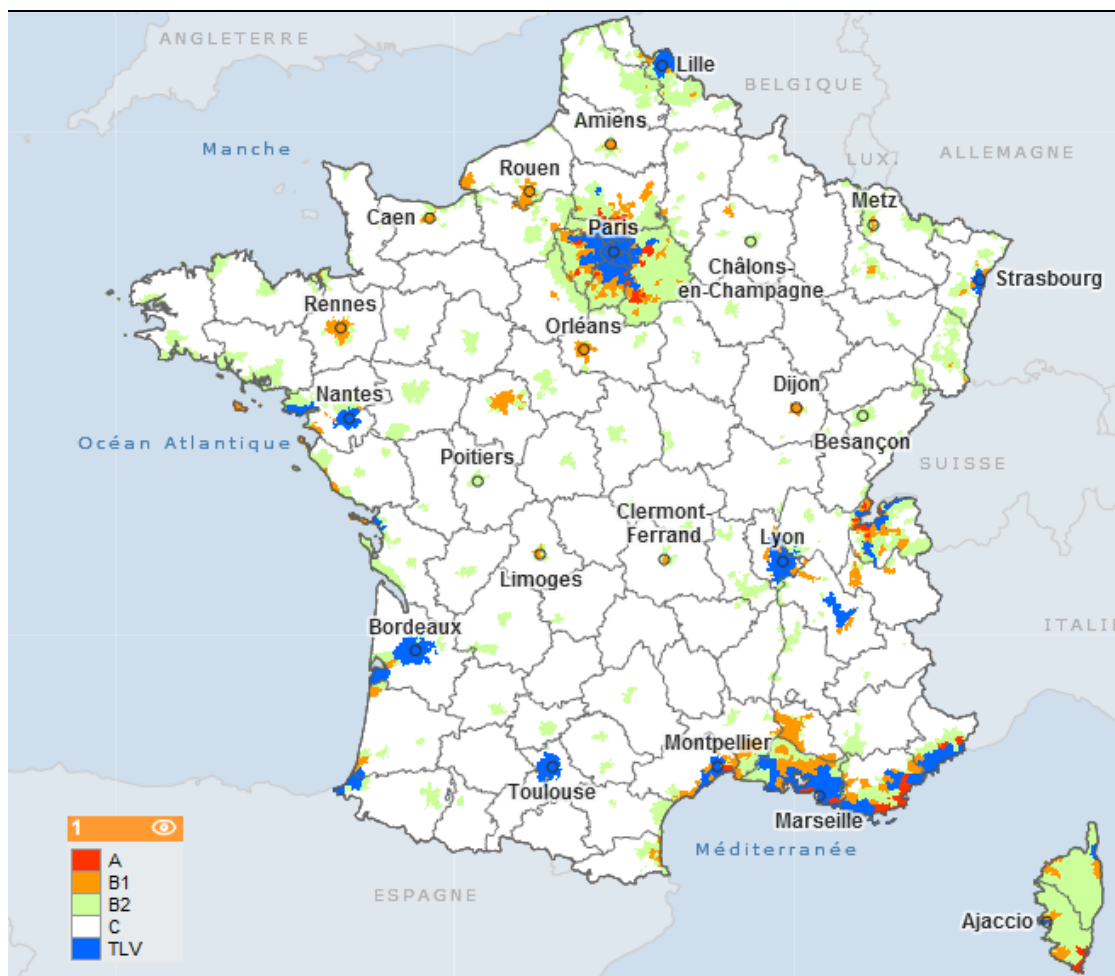 ANGLETERRE
Lille
BELGIQUE
Amiens
Manche
LUX.
ALLEMAGNE
Rouen
Metz
Caen
Paris
Châlons-
en-Champagne
Strasbourg
Rennes
Orléans
Nantes
Dijon
Océan Atlantique
Besançon
Poitiers
SUISSE
Clermont-
Ferrand
Lyon
Limoges
Bordeaux
ITALI
Montpellier
Toulouse
Marseille
Méditerranée
ESPAGNE
Ajaccio
1
A
B1
B2
C
TLV